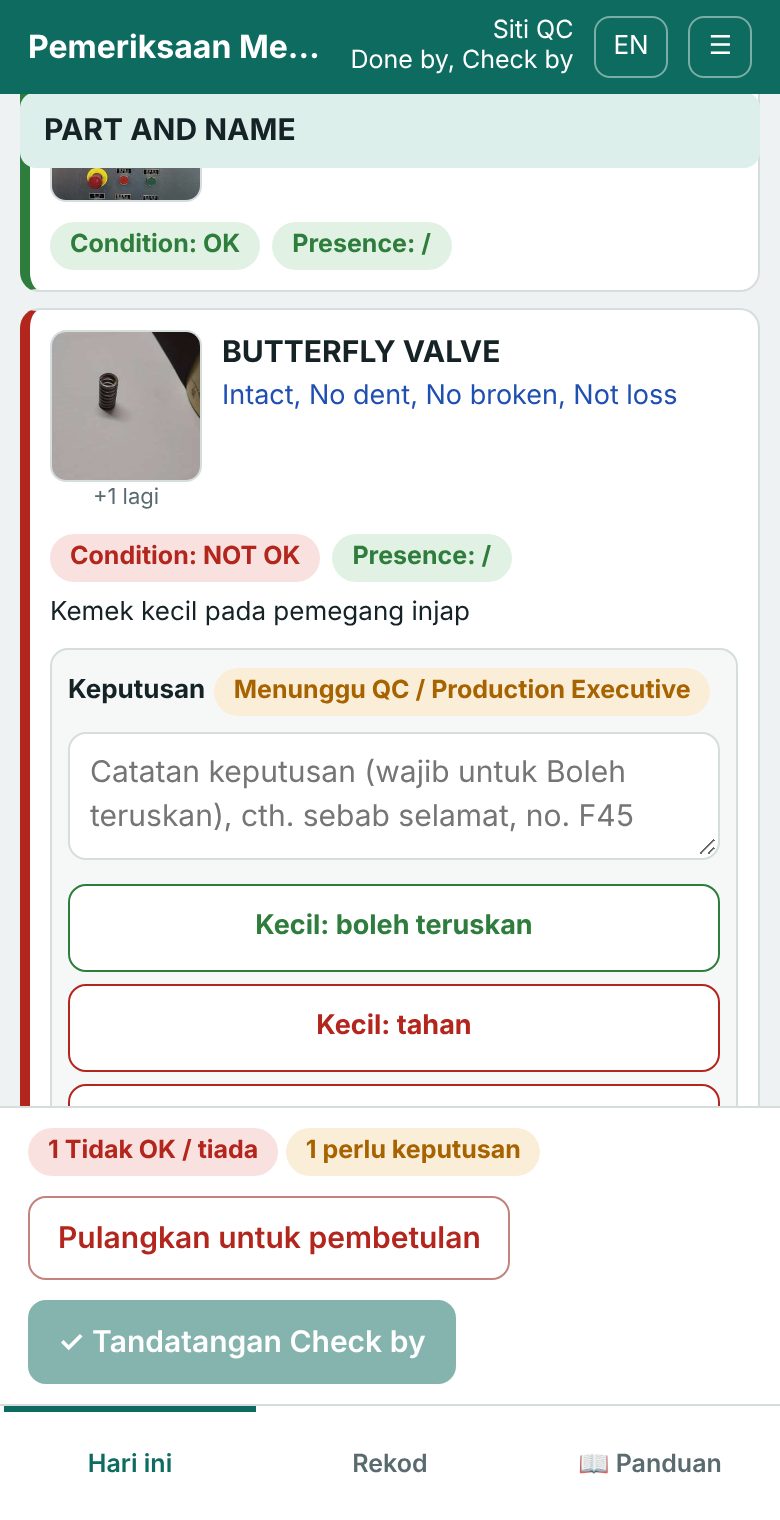 Pemeriksaan Me...
Siti QC
Done by, Check by
EN
☰
PART AND NAME
Condition: OK
Presence: /
BUTTERFLY VALVE
Intact, No dent, No broken, Not loss
+1 lagi
Condition: NOT OK
Presence: /
Kemek kecil pada pemegang injap
Keputusan
Menunggu QC / Production Executive
Catatan keputusan (wajib untuk Boleh
teruskan), cth. sebab selamat, no. F45
Kecil: boleh teruskan
Kecil: tahan
1 Tidak OK / tiada
1 perlu keputusan
Pulangkan untuk pembetulan
✓ Tandatangan Check by
Hari ini
Rekod
📖 Panduan